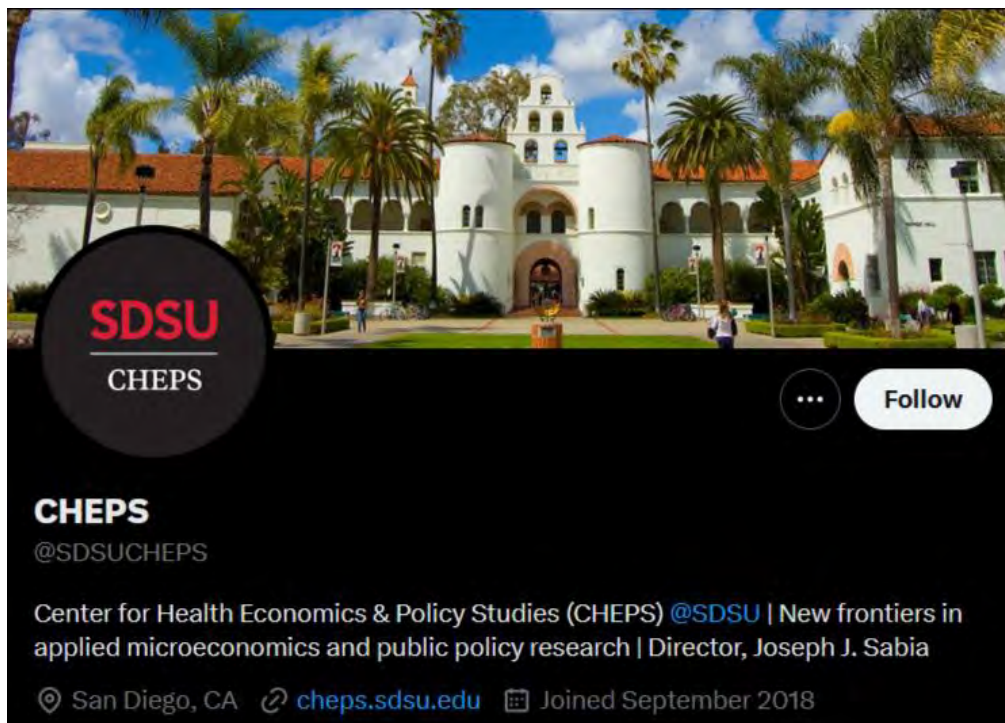 SDSU
CHEPS
Follow
CHEPS
@SDSUCHEPS
Center for Health Economics & Policy Studies (CHEPS) @SDSU | New frontiers in
applied microeconomics and public policy research | Director, Joseph J. Sabia
San Diego, CA cheps.sdsu.edu Joined September 2018